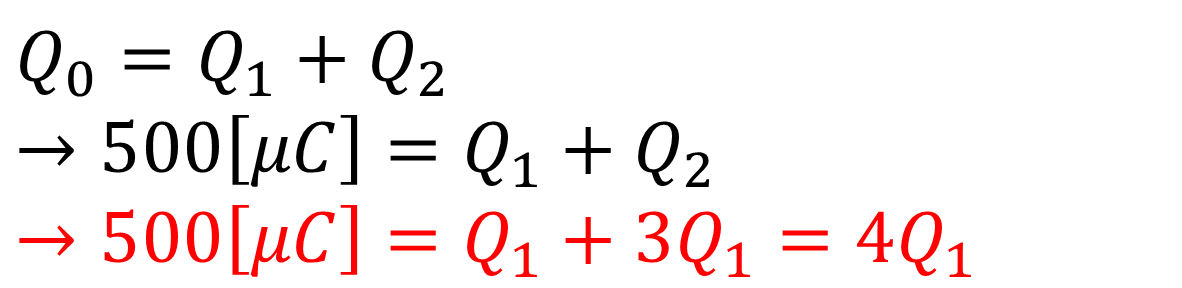 Q₀ = Q₁ + Q₂
→ 500[μC] = Q₁ + Q₂
→ 500[μC] = Q₁ + 3Q₁ = 4Q₁